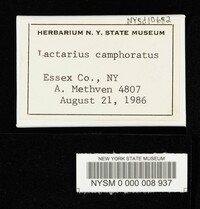 NYSd10682
HERBARIUM N. Y. STATE MUSEUM
Lactarius camphoratus
Essex Co., NY
A. Methven 4807
August 21, 1986
NEW YORK STATE MUSEUM
NYSM 0 000 008 937